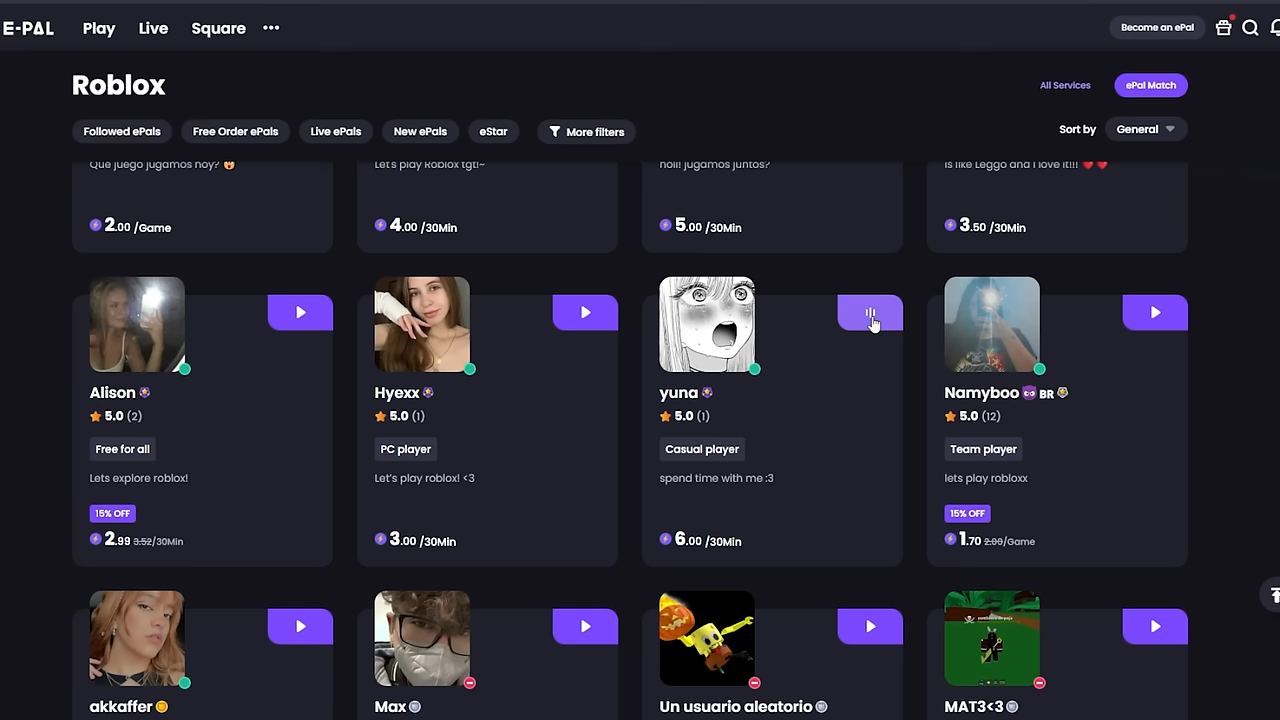 E-PAL Play Live Square ••• Become an ePal
Roblox All Services ePal Match
Followed ePals Free Order ePals Live ePals New ePals eStar More filters Sort by General
Que juego jugamos hoy? Let's play Roblox tgt!~ holi! jugamos juntos? Is like Leggo and I love it!!!
2.00 /Game 4.00 /30Min 5.00 /30Min 3.50 /30Min
Alison Hyexx yuna Namyboo BR
5.0 (2) 5.0 (1) 5.0 (1) 5.0 (12)
Free for all PC player Casual player Team player
Lets explore roblox! Let's play roblox! <3 spend time with me :3 lets play robloxx
15% OFF 15% OFF
2.99 3.52/30Min 3.00 /30Min 6.00 /30Min 1.70 2.00/Game
akkaffer Max Un usuario aleatorio MAT3<3